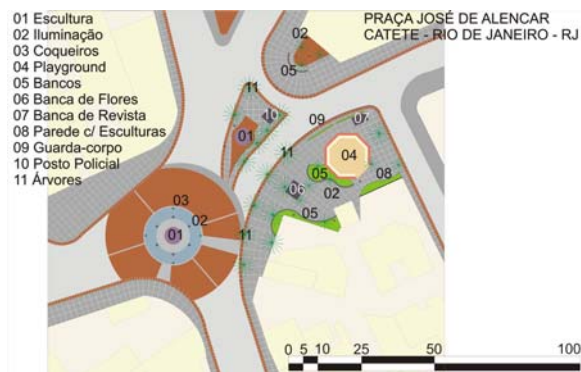 01 Escultura
02 Iluminação
03 Coqueiros
04 Playground
05 Bancos
06 Banca de Flores
07 Banca de Revista
08 Parede c/ Esculturas
09 Guarda-corpo
10 Posto Policial
11 Árvores
PRAÇA JOSÉ DE ALENCAR
CATETE - RIO DE JANEIRO - RJ
02
05
11
10
01
09
07
11
04
05
08
06
02
03
02
05
01
11
0 5 10 25 50 100